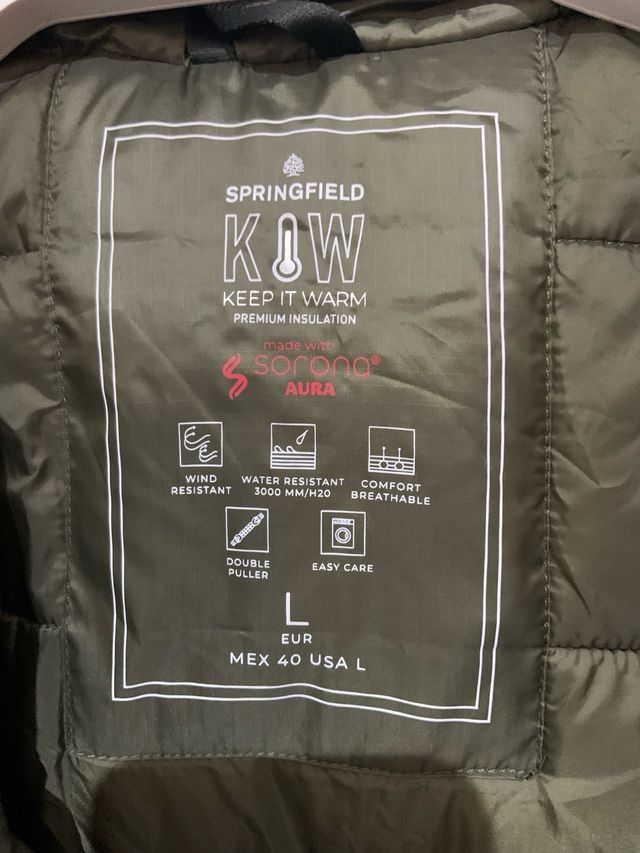 SPRINGFIELD
K W
KEEP IT WARM
PREMIUM INSULATION
made with
sorona®
AURA
WIND
RESISTANT
WATER RESISTANT
3000 MM/H20
COMFORT
BREATHABLE
DOUBLE
PULLER
EASY CARE
L
EUR
MEX 40 USA L